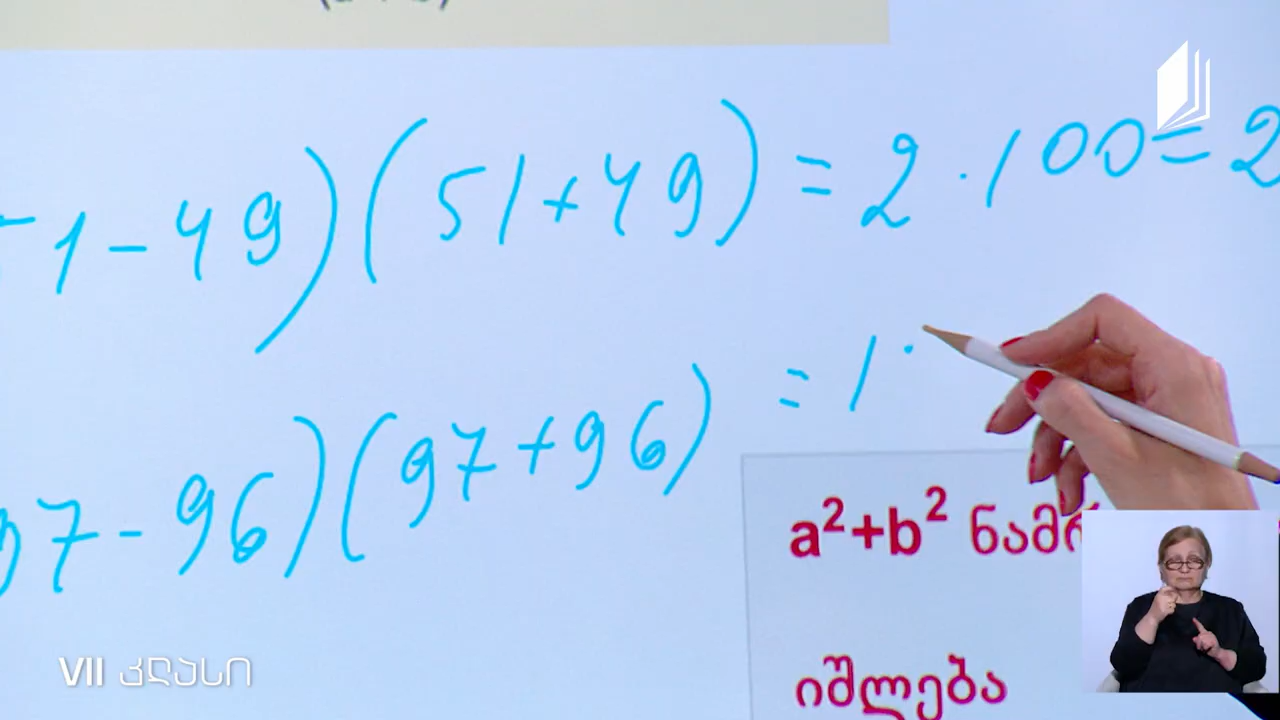 1 - 49) (51 + 49) = 2 · 100 = 2
97 - 96) (97 + 96) = 1 ·
a²+b² ნამრ
იშლება
VII კლასი